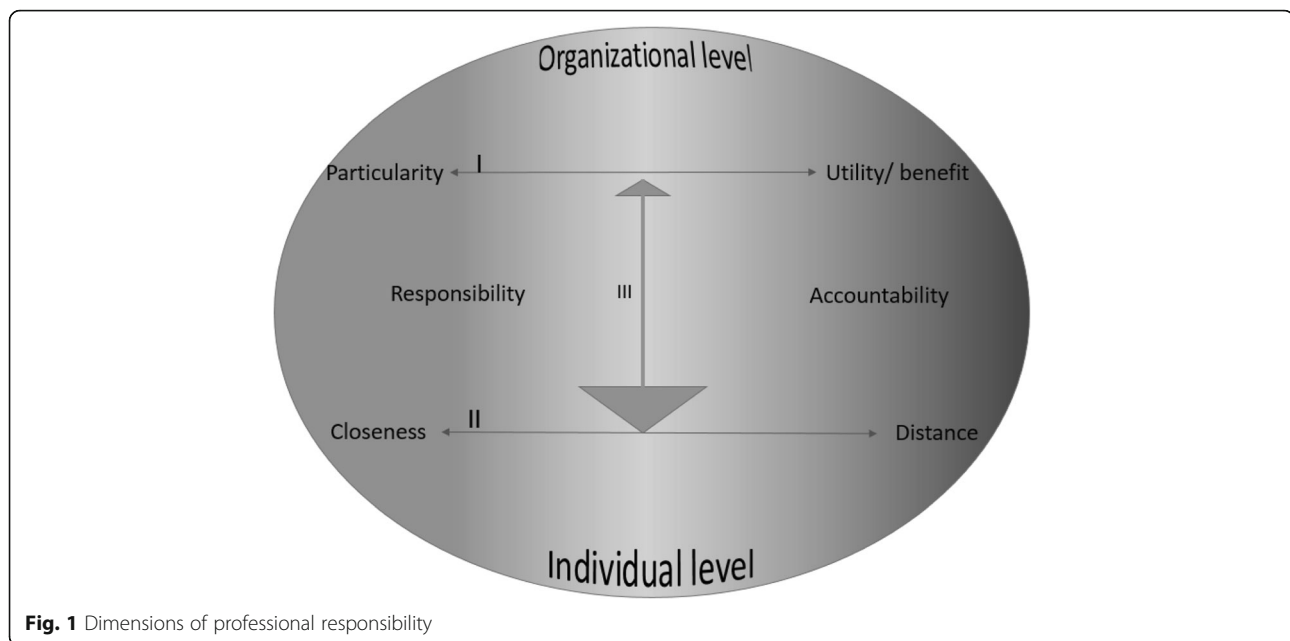 Organizational level
Particularity I Utility/ benefit
Responsibility III Accountability
Closeness II Distance
Individual level
Fig. 1 Dimensions of professional responsibility